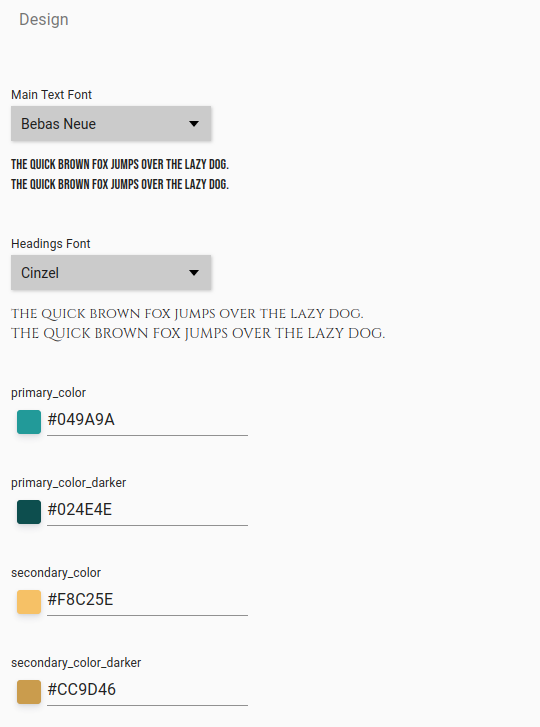 Design
Main Text Font
Bebas Neue
THE QUICK BROWN FOX JUMPS OVER THE LAZY DOG.
THE QUICK BROWN FOX JUMPS OVER THE LAZY DOG.
Headings Font
Cinzel
THE QUICK BROWN FOX JUMPS OVER THE LAZY DOG.
THE QUICK BROWN FOX JUMPS OVER THE LAZY DOG.
primary_color
#049A9A
primary_color_darker
#024E4E
secondary_color
#F8C25E
secondary_color_darker
#CC9D46